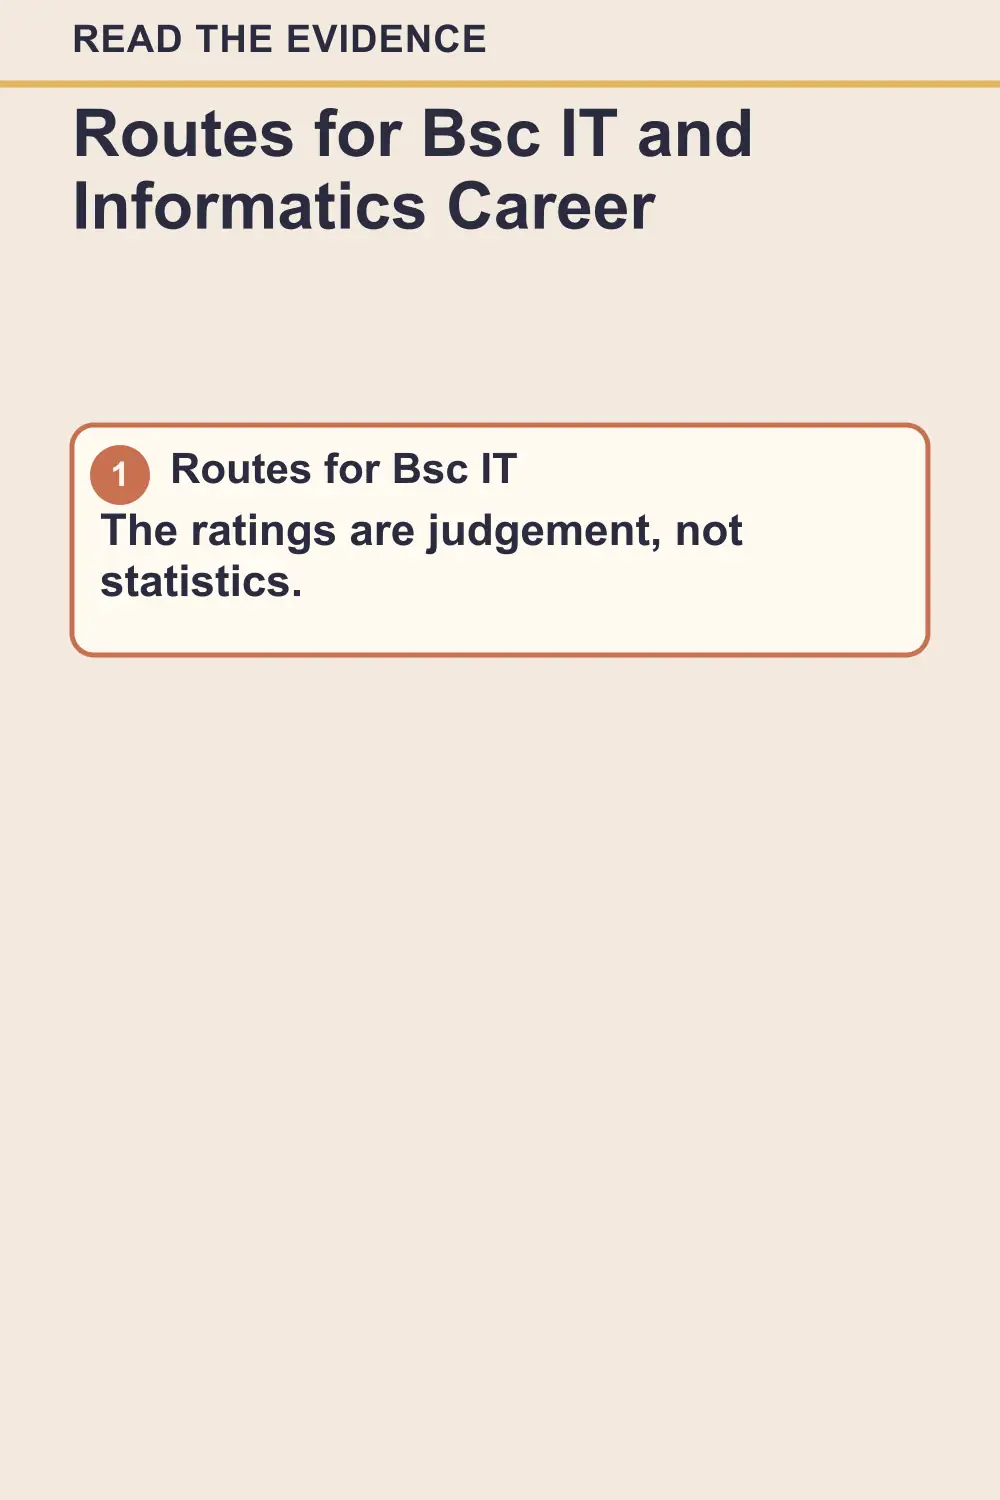 READ THE EVIDENCE
Routes for Bsc IT and
Informatics Career
1 Routes for Bsc IT
The ratings are judgement, not
statistics.